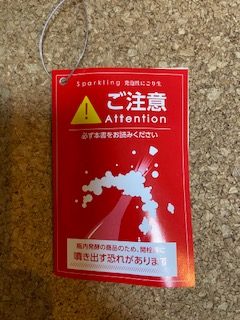 Sparkling 発泡性にごり生
ご注意
Attention
必ず本書をお読みください
瓶内発酵の商品のため、開栓時に
噴き出す恐れがあります